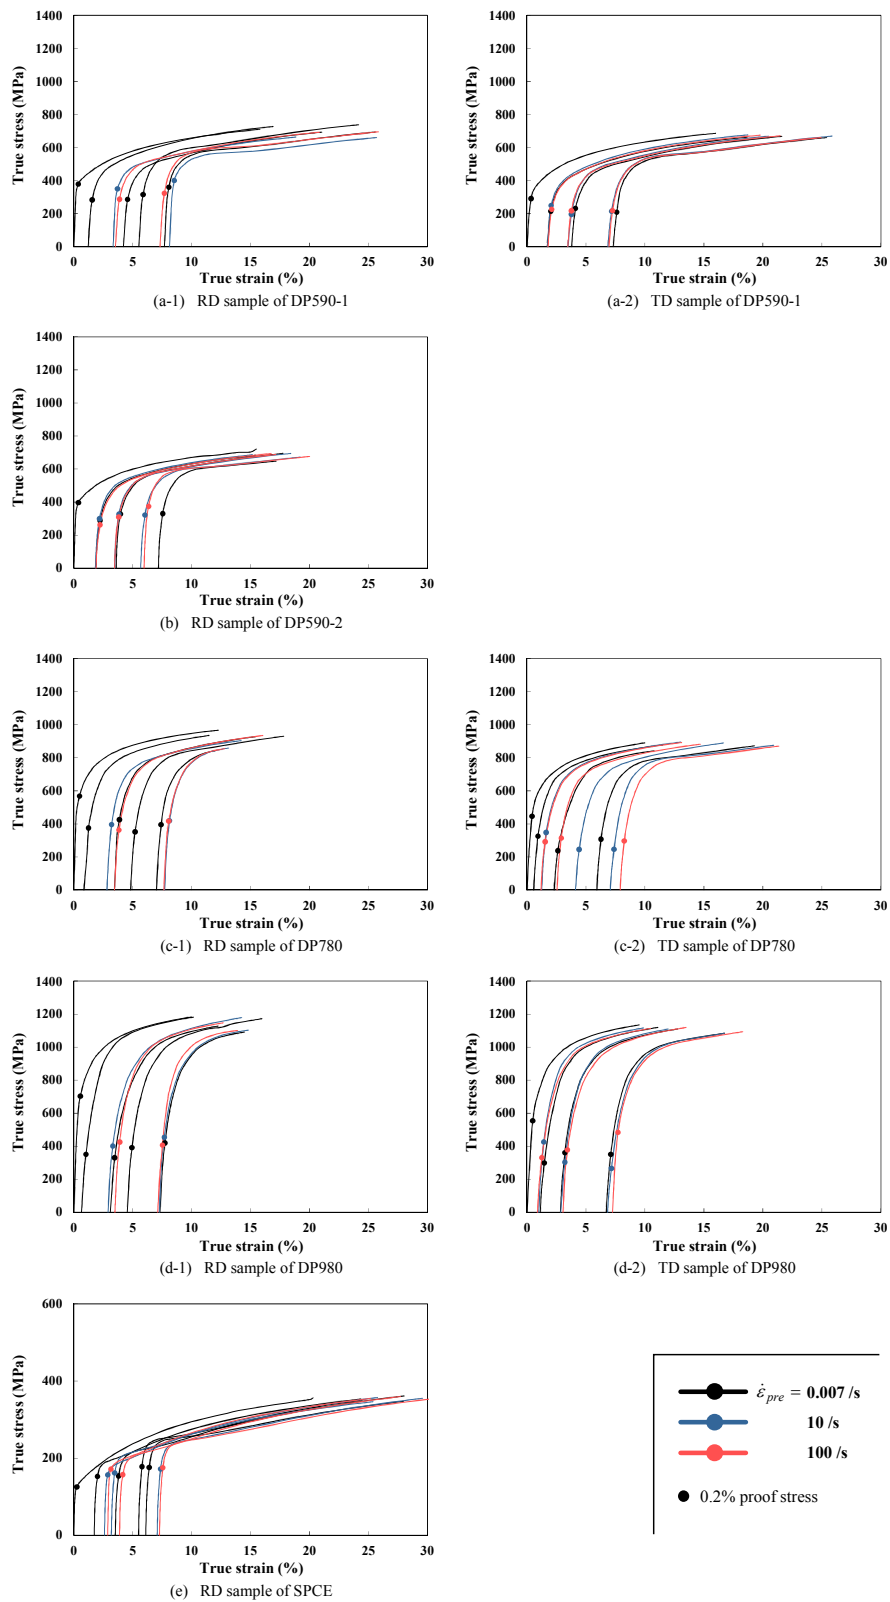 1400
1200
1000
800
600
400
200
0
True stress (MPa)
0 5 10 15 20 25 30
True strain (%)
(a-1) RD sample of DP590-1
1400
1200
1000
800
600
400
200
0
True stress (MPa)
0 5 10 15 20 25 30
True strain (%)
(a-2) TD sample of DP590-1
1400
1200
1000
800
600
400
200
0
True stress (MPa)
0 5 10 15 20 25 30
True strain (%)
(b) RD sample of DP590-2
1400
1200
1000
800
600
400
200
0
True stress (MPa)
0 5 10 15 20 25 30
True strain (%)
(c-1) RD sample of DP780
1400
1200
1000
800
600
400
200
0
True stress (MPa)
0 5 10 15 20 25 30
True strain (%)
(c-2) TD sample of DP780
1400
1200
1000
800
600
400
200
0
True stress (MPa)
0 5 10 15 20 25 30
True strain (%)
(d-1) RD sample of DP980
1400
1200
1000
800
600
400
200
0
True stress (MPa)
0 5 10 15 20 25 30
True strain (%)
(d-2) TD sample of DP980
600
400
200
0
True stress (MPa)
0 5 10 15 20 25 30
True strain (%)
(e) RD sample of SPCE
ε̇pre = 0.007 /s
10 /s
100 /s
0.2% proof stress